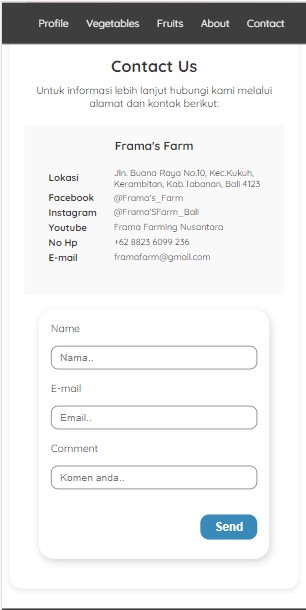 Profile Vegetables Fruits About Contact
Contact Us
Untuk informasi lebih lanjut hubungi kami melalui
alamat dan kontak berikut:
Frama's Farm
Lokasi Jln. Buana Raya No.10, Kec.Kukuh,
Kerambitan, Kab.Tabanan, Bali 4123
Facebook @Frama's_Farm
Instagram @Frama'SFarm_Bali
Youtube Frama Farming Nusantara
No Hp +62 8823 6099 236
E-mail framafarm@gmail.com
Name
Nama..
E-mail
Email..
Comment
Komen anda..
Send